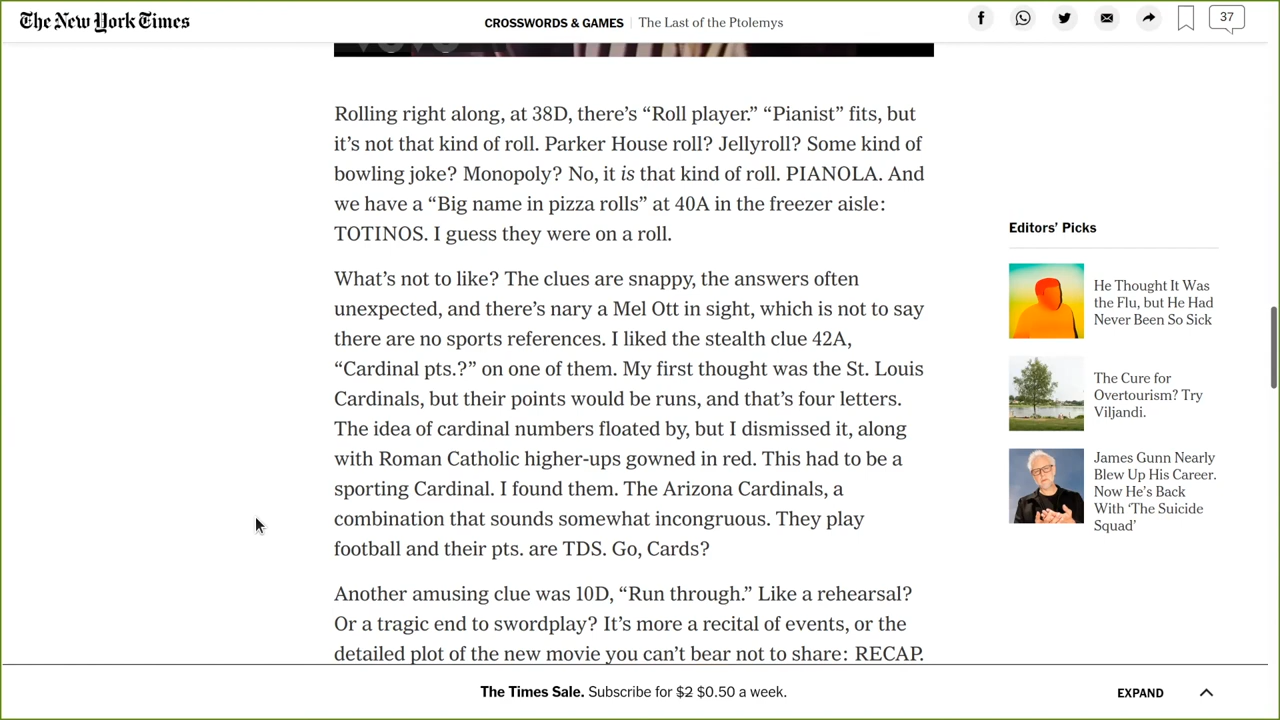 The New York Times
CROSSWORDS & GAMES | The Last of the Ptolemys
37
vevo
Rolling right along, at 38D, there’s “Roll player.” “Pianist” fits, but
it’s not that kind of roll. Parker House roll? Jellyroll? Some kind of
bowling joke? Monopoly? No, it is that kind of roll. PIANOLA. And
we have a “Big name in pizza rolls” at 40A in the freezer aisle:
TOTINOS. I guess they were on a roll.
What’s not to like? The clues are snappy, the answers often
unexpected, and there’s nary a Mel Ott in sight, which is not to say
there are no sports references. I liked the stealth clue 42A,
“Cardinal pts.?” on one of them. My first thought was the St. Louis
Cardinals, but their points would be runs, and that’s four letters.
The idea of cardinal numbers floated by, but I dismissed it, along
with Roman Catholic higher-ups gowned in red. This had to be a
sporting Cardinal. I found them. The Arizona Cardinals, a
combination that sounds somewhat incongruous. They play
football and their pts. are TDS. Go, Cards?
Another amusing clue was 10D, “Run through.” Like a rehearsal?
Or a tragic end to swordplay? It’s more a recital of events, or the
detailed plot of the new movie you can’t bear not to share: RECAP.
Editors’ Picks
He Thought It Was
the Flu, but He Had
Never Been So Sick
The Cure for
Overtourism? Try
Viljandi.
James Gunn Nearly
Blew Up His Career.
Now He’s Back
With ‘The Suicide
Squad’
The Times Sale. Subscribe for $2 $0.50 a week.
EXPAND